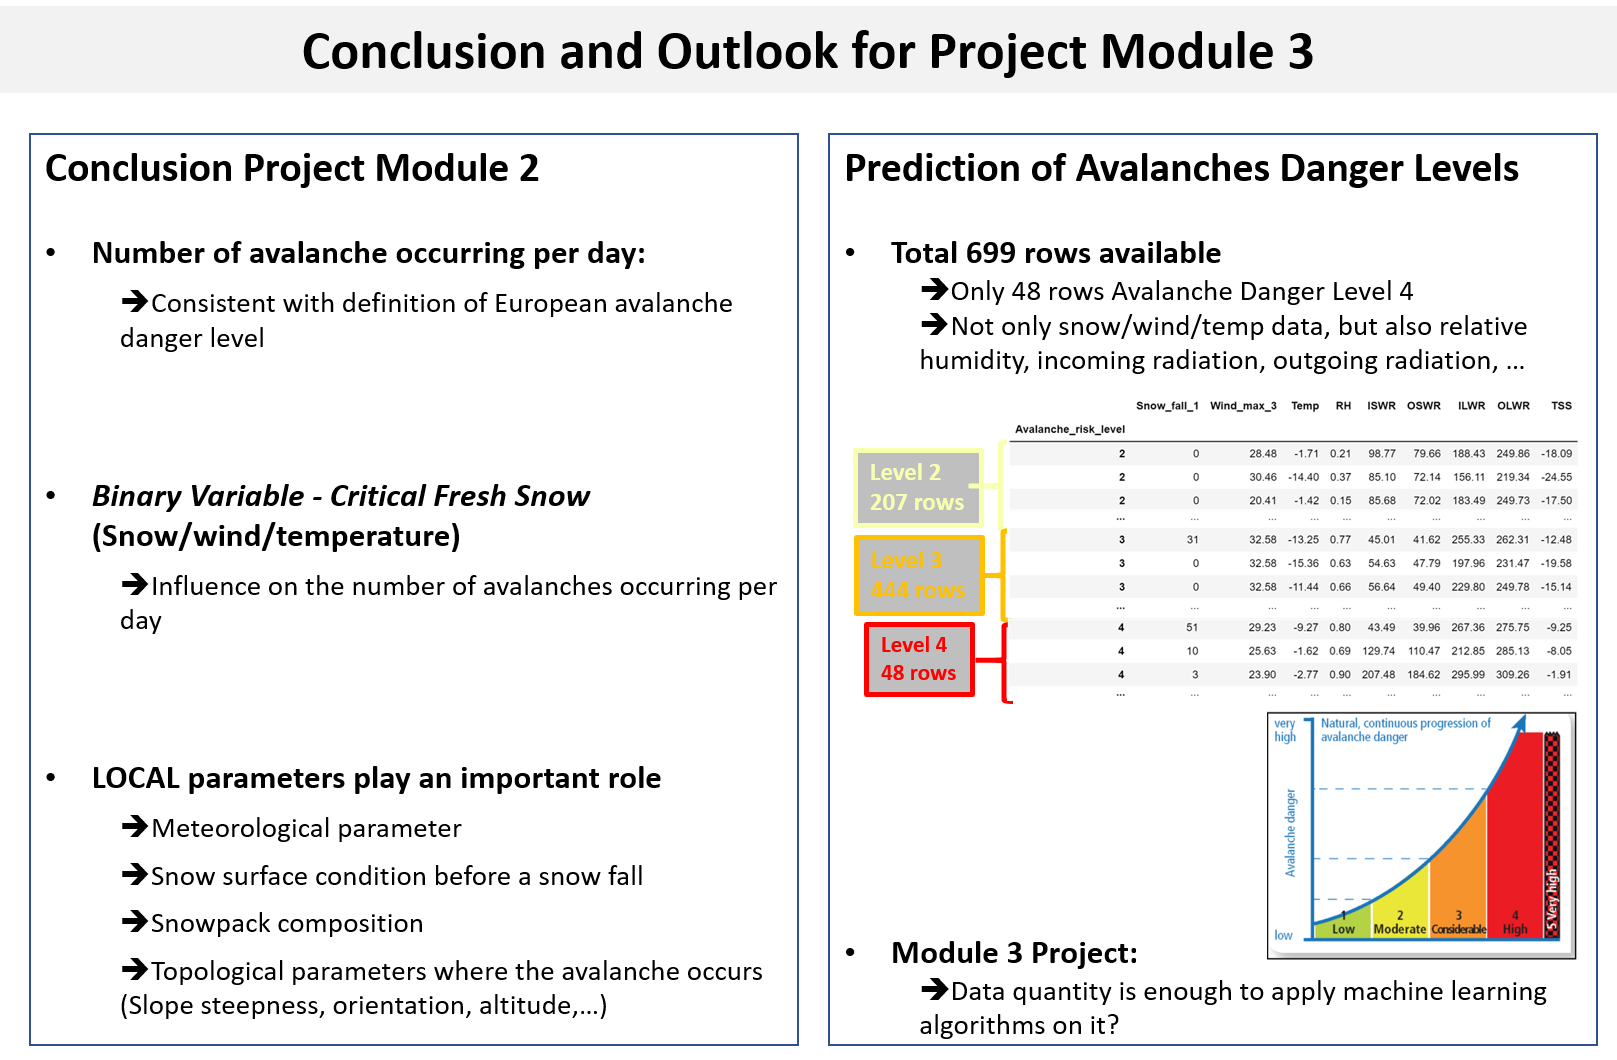 Conclusion and Outlook for Project Module 3
Conclusion Project Module 2
• Number of avalanche occurring per day:
➔Consistent with definition of European avalanche
danger level
• Binary Variable - Critical Fresh Snow
(Snow/wind/temperature)
➔Influence on the number of avalanches occurring per
day
• LOCAL parameters play an important role
➔Meteorological parameter
➔Snow surface condition before a snow fall
➔Snowpack composition
➔Topological parameters where the avalanche occurs
(Slope steepness, orientation, altitude,...)
Prediction of Avalanches Danger Levels
• Total 699 rows available
➔Only 48 rows Avalanche Danger Level 4
➔Not only snow/wind/temp data, but also relative
humidity, incoming radiation, outgoing radiation, ...
Snow_fall_1 Wind_max_3 Temp RH ISWR OSWR ILWR OLWR TSS
Avalanche_risk_level
2 0 28.48 -1.71 0.21 98.77 79.66 188.43 249.86 -18.09
2 0 30.46 -14.40 0.37 85.10 72.14 156.11 219.34 -24.55
2 0 20.41 -1.42 0.15 85.68 72.02 183.49 249.73 -17.50
... ... ... ... ... ... ... ... ... ...
3 31 32.58 -13.25 0.77 45.01 41.62 255.33 262.31 -12.48
3 0 32.58 -15.36 0.63 54.63 47.79 197.96 231.47 -19.58
3 0 32.58 -11.44 0.66 56.64 49.40 229.80 249.78 -15.14
... ... ... ... ... ... ... ... ... ...
4 51 29.23 -9.27 0.80 43.49 39.96 267.36 275.75 -9.25
4 10 25.63 -1.62 0.69 129.74 110.47 212.85 285.13 -8.05
4 3 23.90 -2.77 0.90 207.48 184.62 295.99 309.26 -1.91
... ... ... ... ... ... ... ... ... ...
Level 2
207 rows
Level 3
444 rows
Level 4
48 rows
very
high
Natural, continuous progression of
avalanche danger
Avalanche danger
low
1
Low
2
Moderate
3
Considerable
4
High
5 Very high
• Module 3 Project:
➔Data quantity is enough to apply machine learning
algorithms on it?